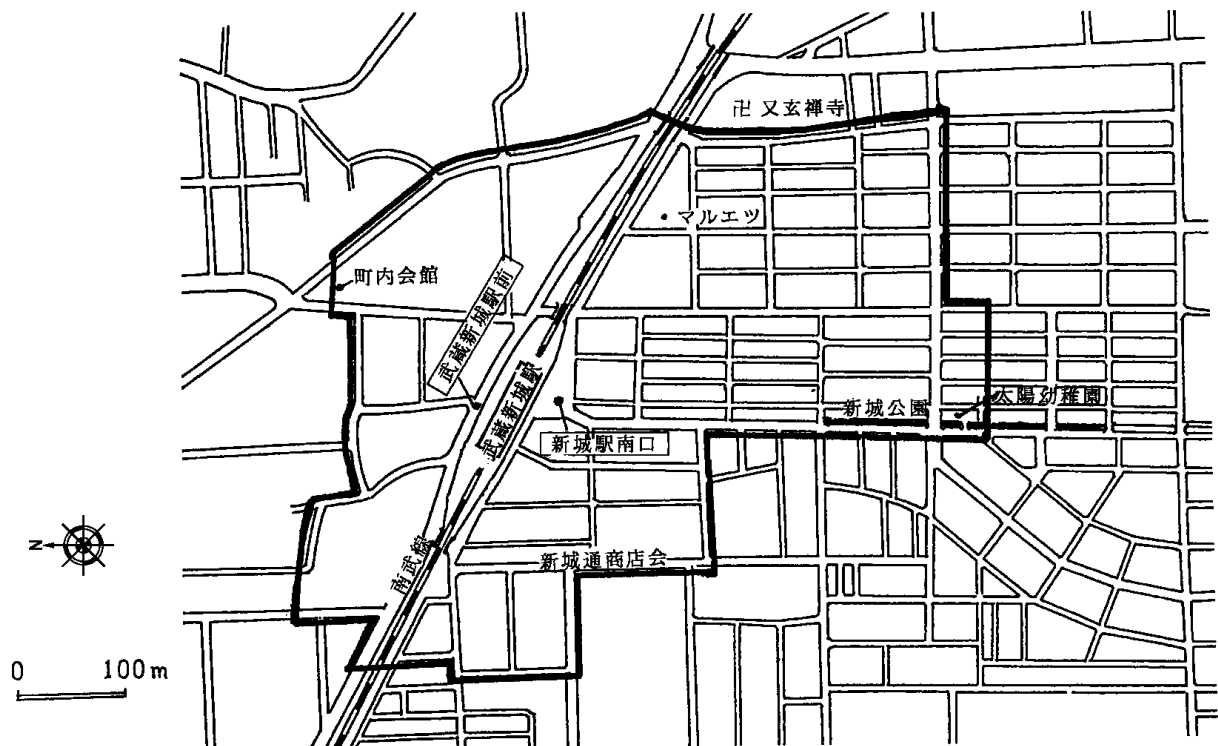 卍 又玄禅寺
マルエツ
町内会館
武蔵新城駅前
武蔵新城駅
太陽幼稚園
新城公園
新城駅南口
新城通商店会
南武線
N
0 100m